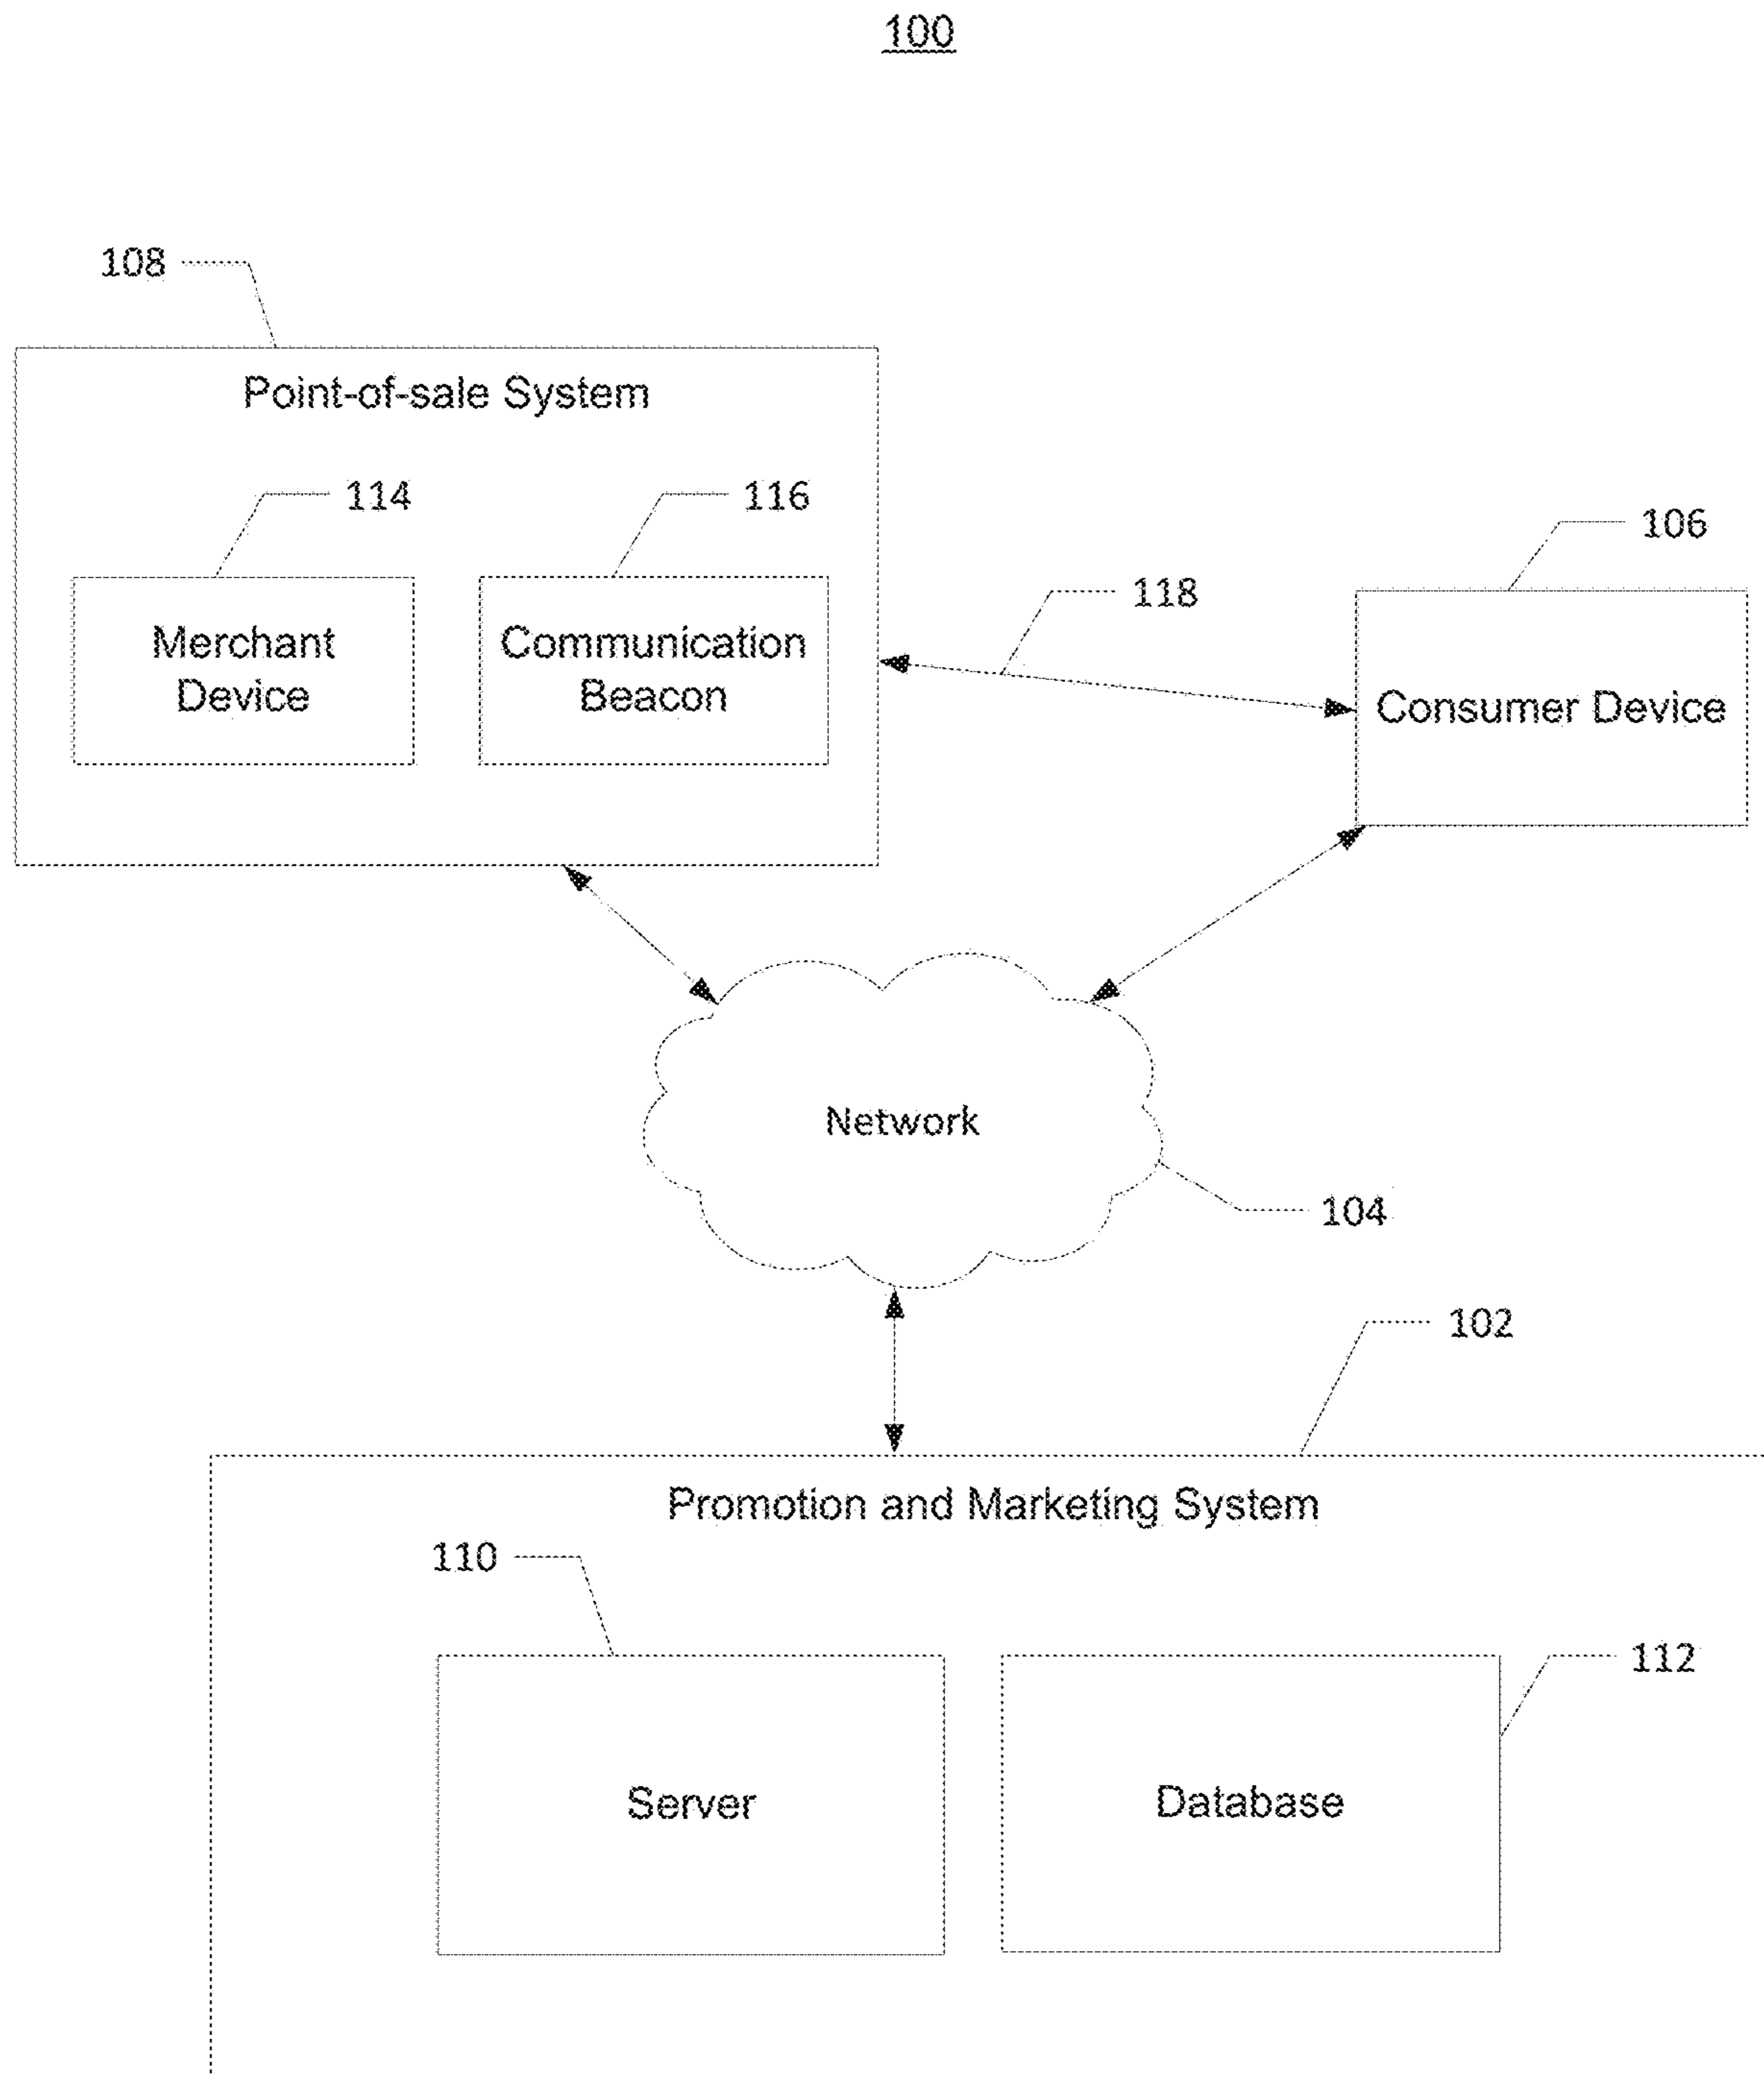 100
108
Point-of-sale System
114
116
106
118
Merchant
Device
Communication
Beacon
Consumer Device
Network
104
102
Promotion and Marketing System
110
112
Server
Database